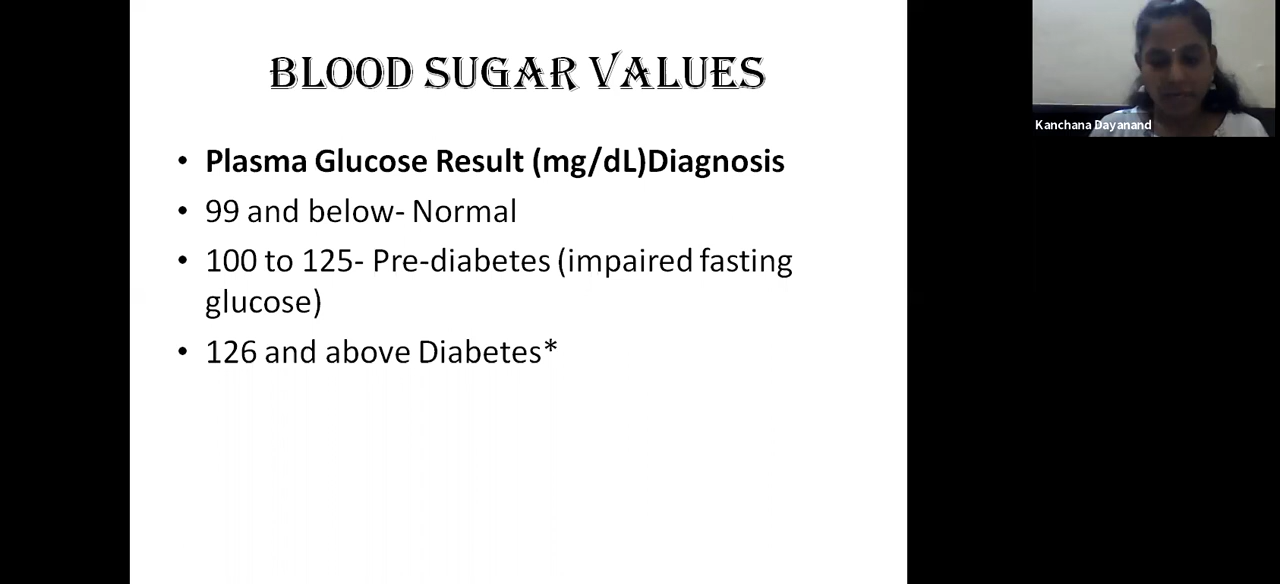 BLOOD SUGAR VALUES
• Plasma Glucose Result (mg/dL)Diagnosis
• 99 and below- Normal
• 100 to 125- Pre-diabetes (impaired fasting
glucose)
• 126 and above Diabetes*
Kanchana Dayanand